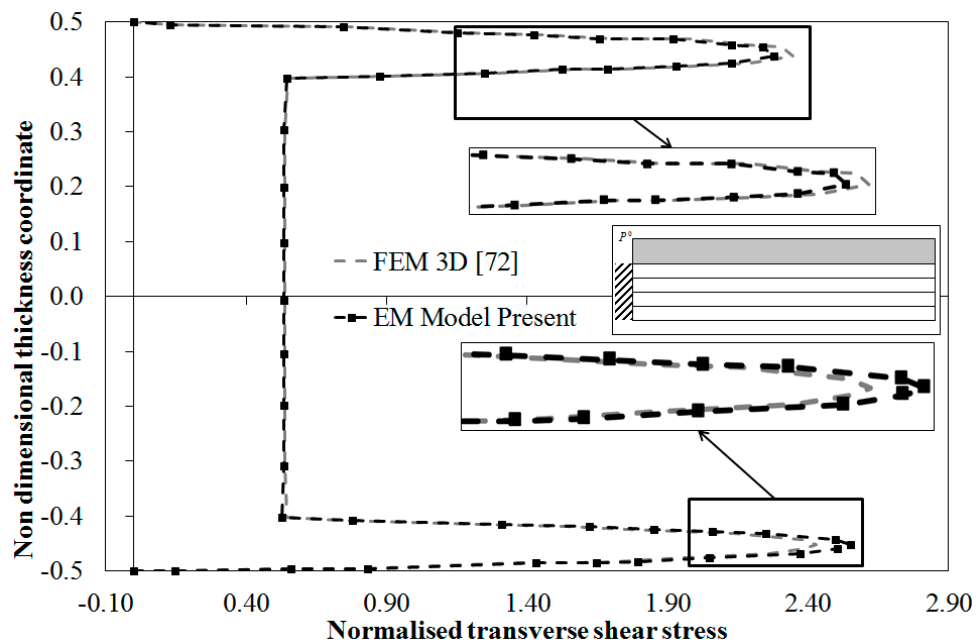 0.5
0.4
0.3
0.2
0.1
0.0
-0.1
-0.2
-0.3
-0.4
-0.5
Non dimensional thickness coordinate
P⁰
FEM 3D [72]
EM Model Present
-0.10 0.40 0.90 1.40 1.90 2.40 2.90
Normalised transverse shear stress